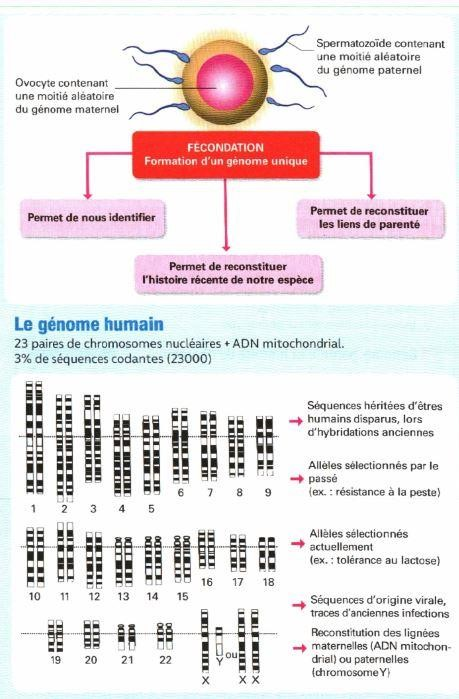 Spermatozoïde contenant
une moitié aléatoire
du génome paternel
Ovocyte contenant
une moitié aléatoire
du génome maternel
FÉCONDATION
Formation d'un génome unique
Permet de nous identifier
Permet de reconstituer
les liens de parenté
Permet de reconstituer
l'histoire récente de notre espèce
Le génome humain
23 paires de chromosomes nucléaires + ADN mitochondrial.
3% de séquences codantes (23000)
Séquences héritées d'êtres
humains disparus, lors
d'hybridations anciennes
Allèles sélectionnés par le
passé
(ex. : résistance à la peste)
1 2 3 4 5 6 7 8 9
Allèles sélectionnés
actuellement
(ex. : tolérance au lactose)
10 11 12 13 14 15 16 17 18
Séquences d'origine virale,
traces d'anciennes infections
Reconstitution des lignées
maternelles (ADN mitochon-
drial) ou paternelles
(chromosome Y)
19 20 21 22 X Y ou X X